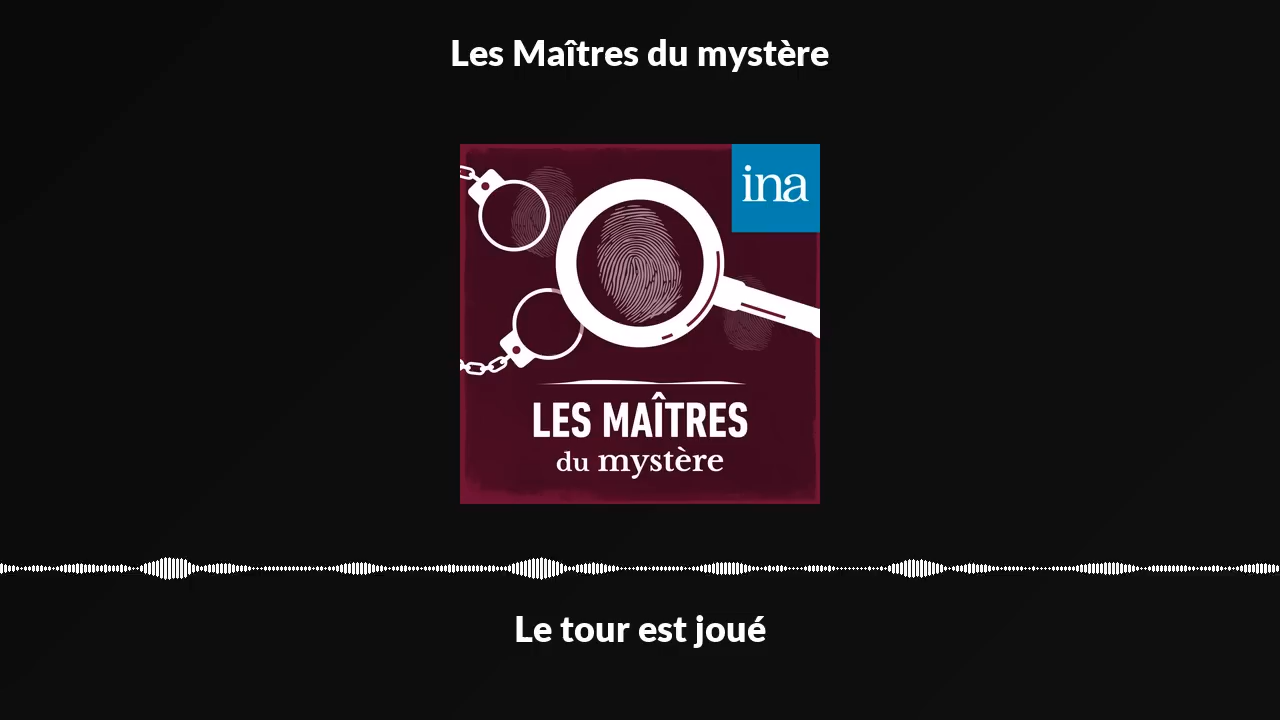 Les Maîtres du mystère
ina
LES MAÎTRES
du mystère
Le tour est joué